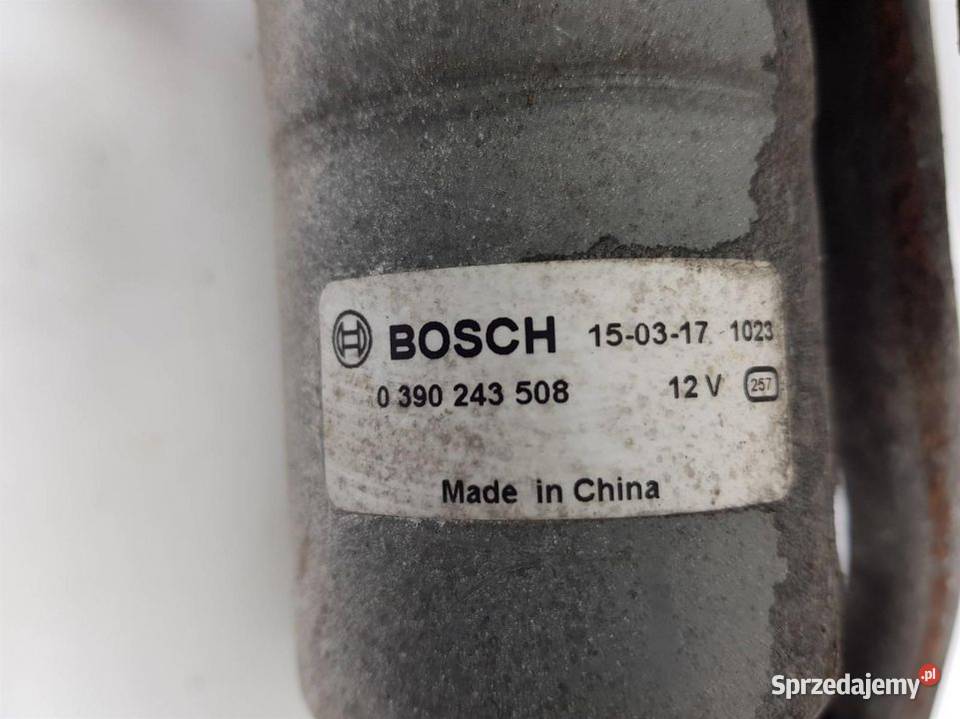 BOSCH 15-03-17 1023
0 390 243 508 12 V 257
Made in China
Sprzedajemy.pl